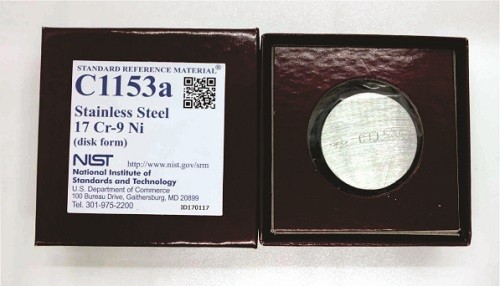 STANDARD REFERENCE MATERIAL®
C1153a
Stainless Steel
17 Cr-9 Ni
(disk form)
NIST http://www.nist.gov/srm
National Institute of
Standards and Technology
U.S. Department of Commerce
100 Bureau Drive, Gaithersburg, MD 20899
Tel. 301-975-2200
ID170117